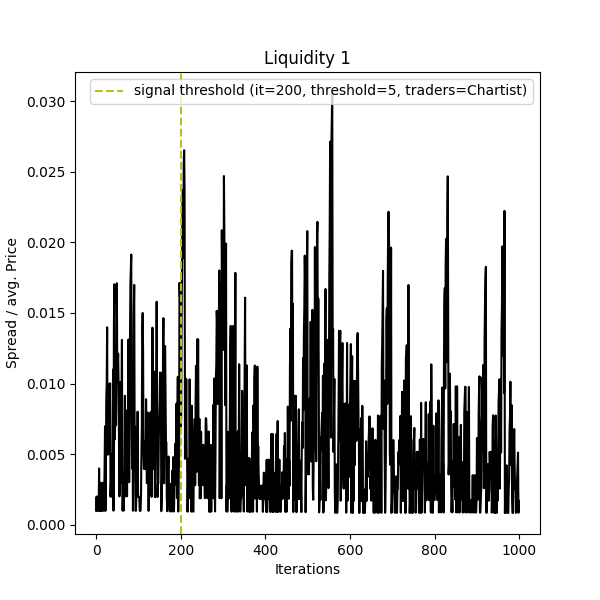 Liquidity 1
signal threshold (it=200, threshold=5, traders=Chartist)
0.030
0.025
0.020
0.015
0.010
0.005
0.000
Spread / avg. Price
0 200 400 600 800 1000
Iterations